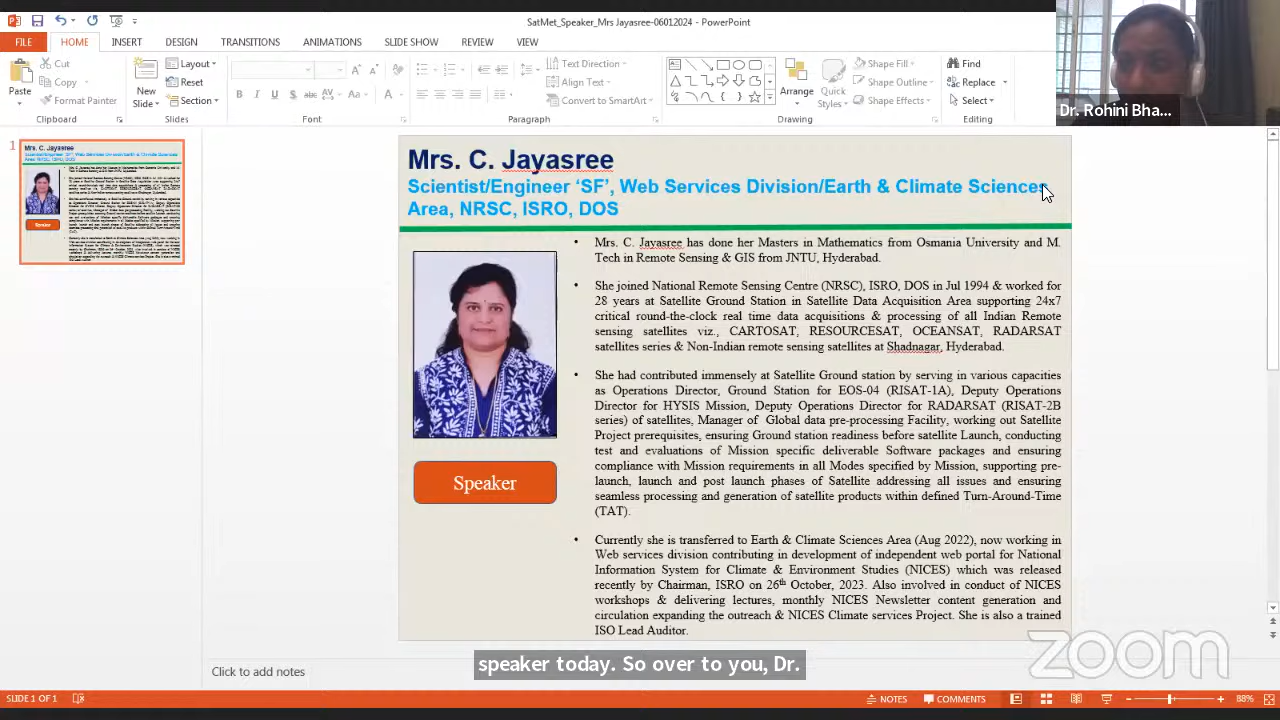 SatMet_Speaker_Mrs Jayasree-06012024 - PowerPoint
FILE HOME INSERT DESIGN TRANSITIONS ANIMATIONS SLIDE SHOW REVIEW VIEW
Paste
Cut
Copy
Format Painter
Clipboard
New
Slide
Layout
Reset
Section
Slides
Font
Text Direction
Align Text
Convert to SmartArt
Paragraph
Arrange
Quick
Styles
Shape Fill
Shape Outline
Shape Effects
Drawing
Find
Replace
Select
Editing
Dr. Rohini Bha...
1
Mrs. C. Jayasree
Scientist/Engineer ‘SF’, Web Services Division/Earth & Climate Sciences
Area, NRSC, ISRO, DOS
Speaker
• Mrs. C. Jayasree has done her Masters in Mathematics from Osmania University and M.
Tech in Remote Sensing & GIS from JNTU, Hyderabad.
• She joined National Remote Sensing Centre (NRSC), ISRO, DOS in Jul 1994 & worked for
28 years at Satellite Ground Station in Satellite Data Acquisition Area supporting 24x7
critical round-the-clock real time data acquisitions & processing of all Indian Remote
sensing satellites viz., CARTOSAT, RESOURCESAT, OCEANSAT, RADARSAT
satellites series & Non-Indian remote sensing satellites at Shadnagar, Hyderabad.
• She had contributed immensely at Satellite Ground station by serving in various capacities
as Operations Director, Ground Station for EOS-04 (RISAT-1A), Deputy Operations
Director for HYSIS Mission, Deputy Operations Director for RADARSAT (RISAT-2B
series) of satellites, Manager of Global data pre-processing Facility, working out Satellite
Project prerequisites, ensuring Ground station readiness before satellite Launch, conducting
test and evaluations of Mission specific deliverable Software packages and ensuring
compliance with Mission requirements in all Modes specified by Mission, supporting pre-
launch, launch and post launch phases of Satellite addressing all issues and ensuring
seamless processing and generation of satellite products within defined Turn-Around-Time
(TAT).
• Currently she is transferred to Earth & Climate Sciences Area (Aug 2022), now working in
Web services division contributing in development of independent web portal for National
Information System for Climate & Environment Studies (NICES) which was released
recently by Chairman, ISRO on 26th October, 2023. Also involved in conduct of NICES
workshops & delivering lectures, monthly NICES Newsletter content generation and
circulation expanding the outreach & NICES Climate services Project. She is also a trained
ISO Lead Auditor.
zoom
speaker today. So over to you, Dr.
Click to add notes
SLIDE 1 OF 1 NOTES COMMENTS 88%